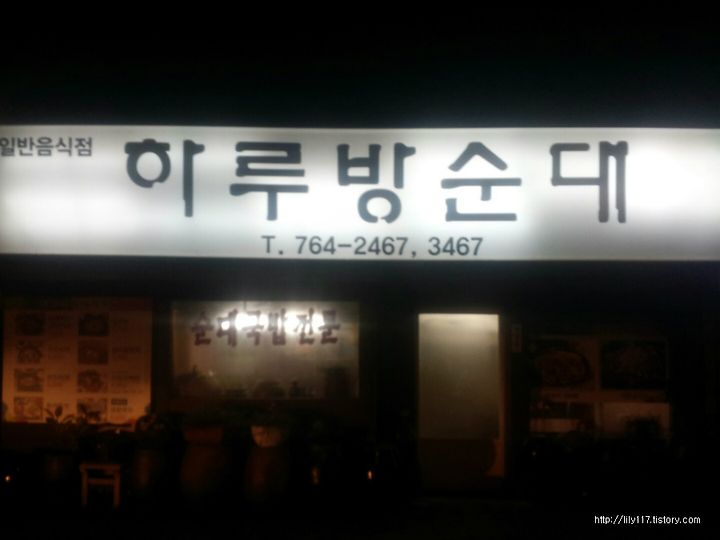 일반음식점
하루방순대
T. 764-2467, 3467
순대국밥전문
http://lily117.tistory.com